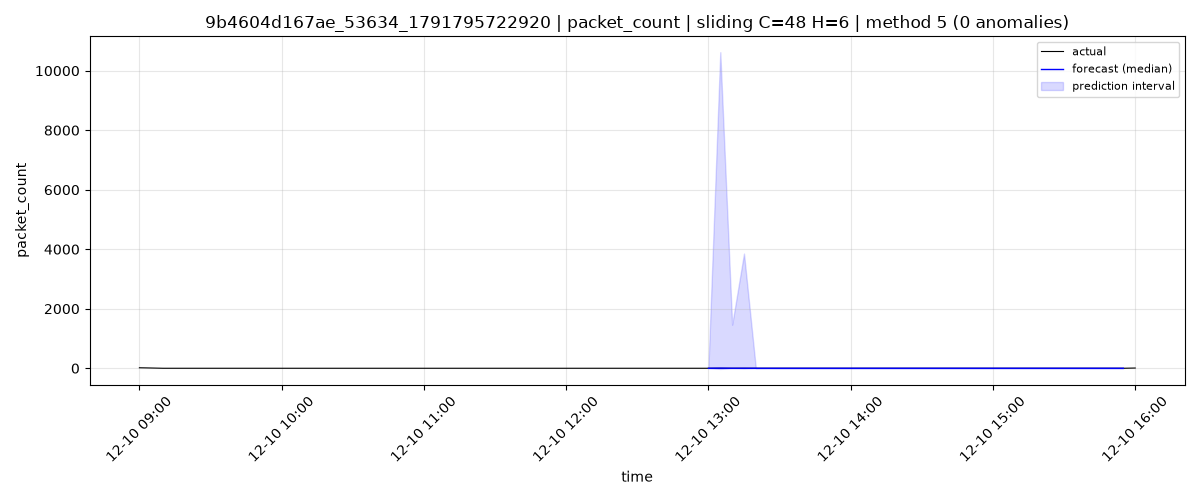 9b4604d167ae_53634_1791795722920 | packet_count | sliding C=48 H=6 | method 5 (0 anomalies)
actual
forecast (median)
prediction interval
packet_count
10000
8000
6000
4000
2000
0
12-10 09:00
12-10 10:00
12-10 11:00
12-10 12:00
12-10 13:00
12-10 14:00
12-10 15:00
12-10 16:00
time